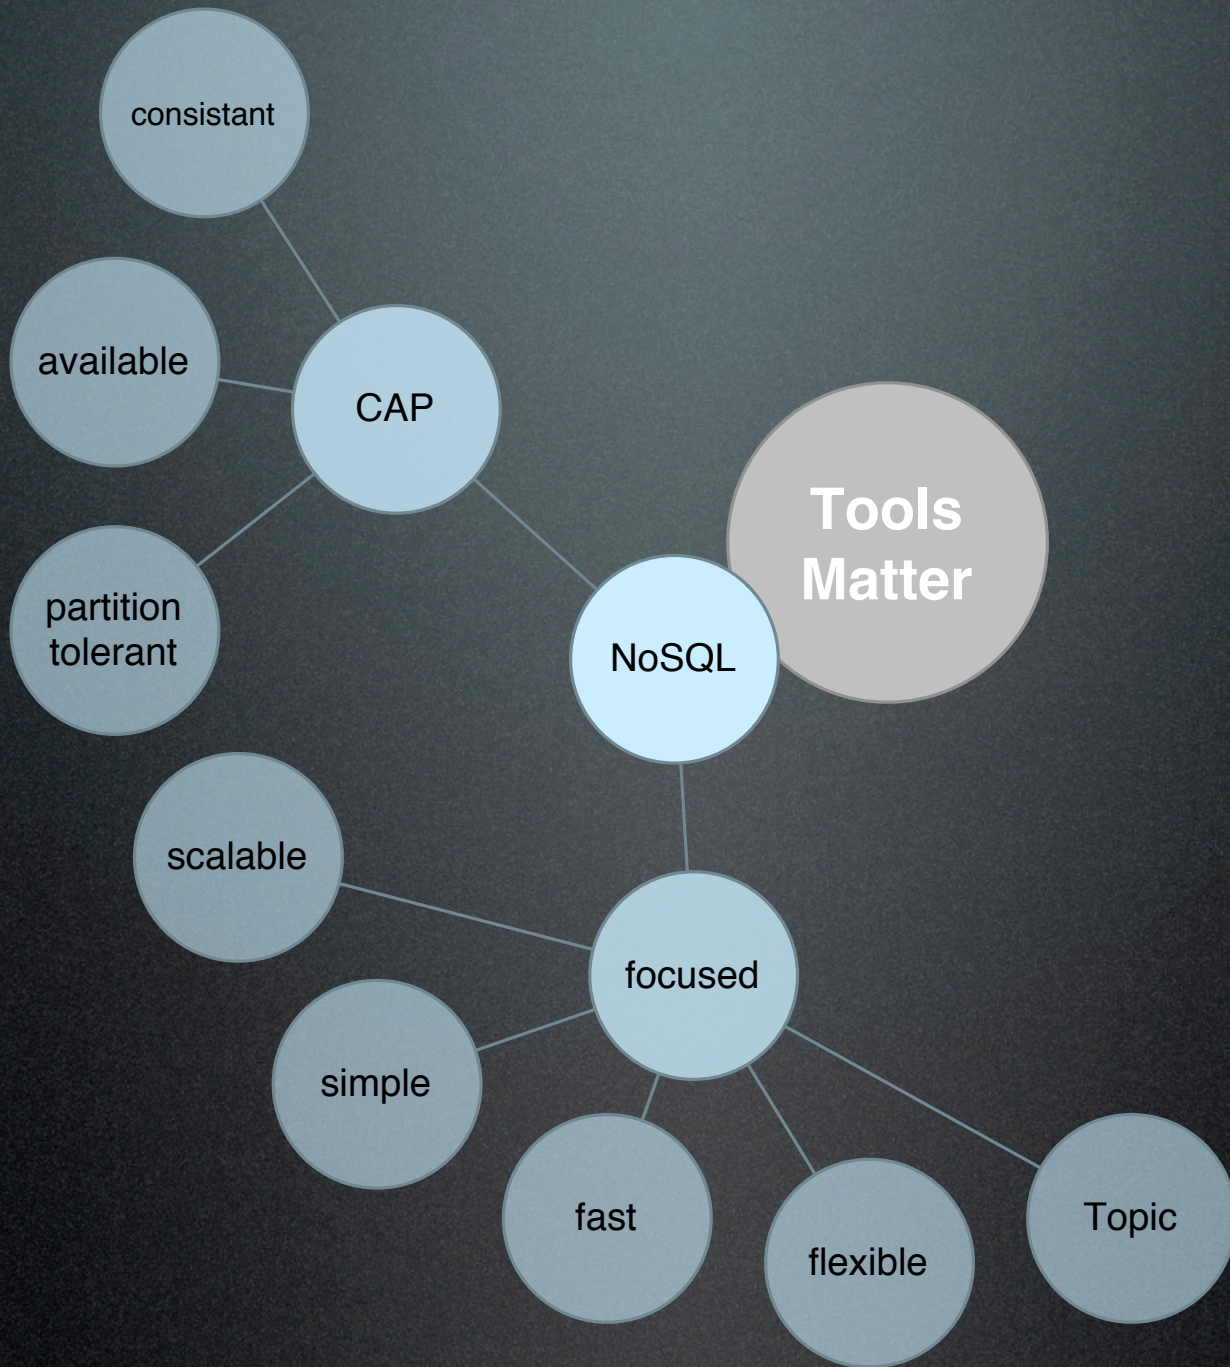 consistant
available
CAP
Tools
Matter
partition
tolerant
NoSQL
scalable
focused
simple
fast
flexible
Topic